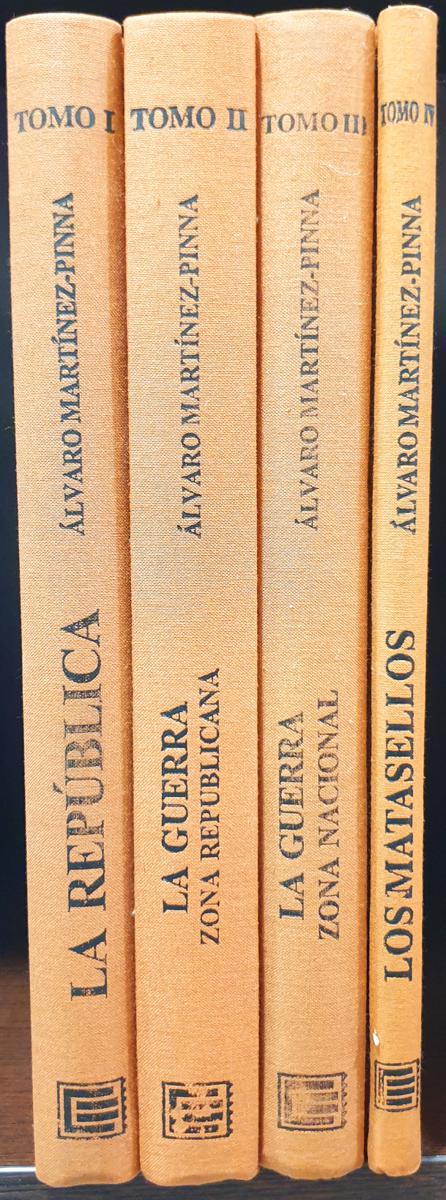 TOMO I
ÁLVARO MARTÍNEZ-PINNA
LA REPÚBLICA
TOMO II
ÁLVARO MARTÍNEZ-PINNA
LA GUERRA
ZONA REPUBLICANA
TOMO III
ÁLVARO MARTÍNEZ-PINNA
LA GUERRA
ZONA NACIONAL
TOMO IV
ÁLVARO MARTÍNEZ-PINNA
LOS MATASELLOS